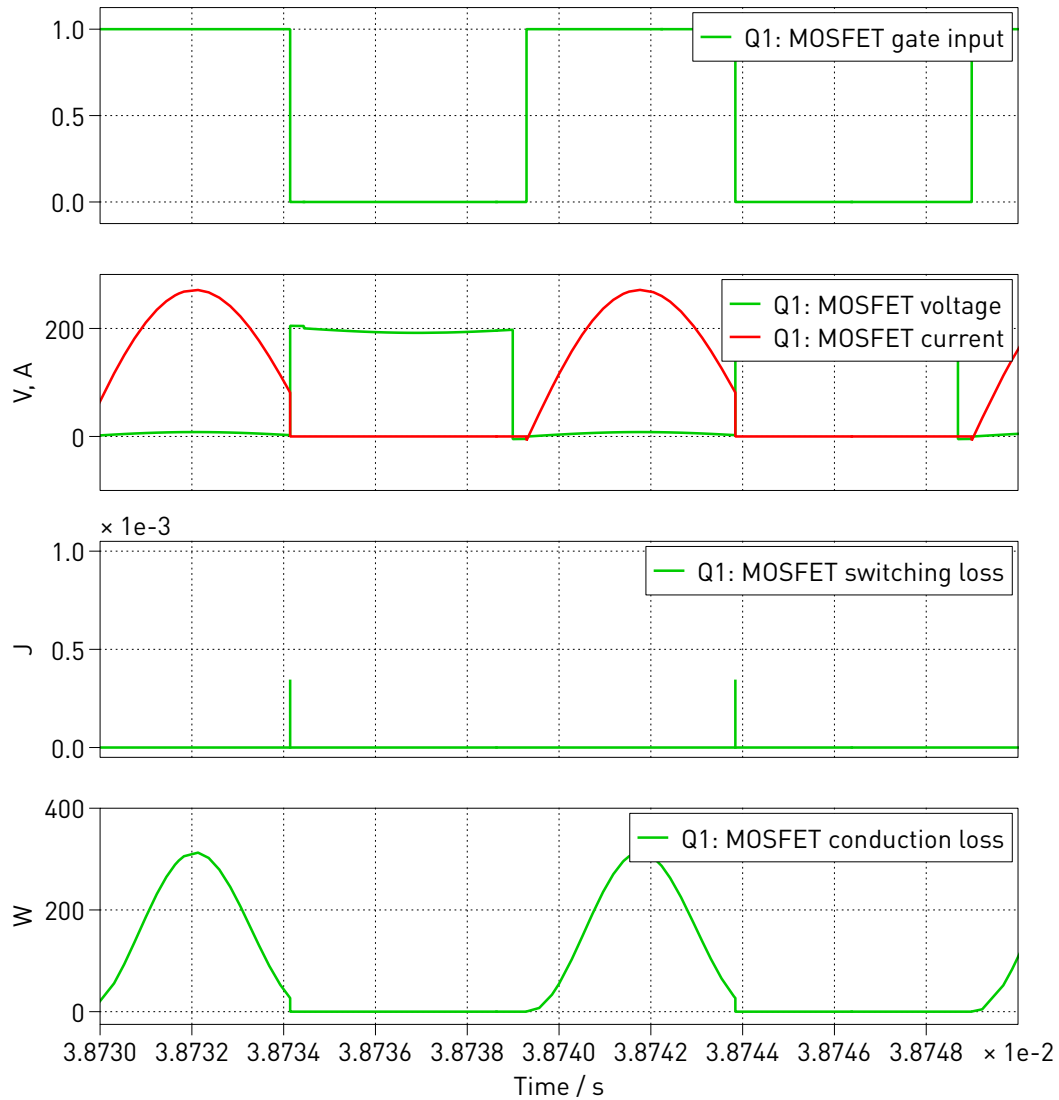 1.0
Q1: MOSFET gate input
0.5
0.0
V, A
200
Q1: MOSFET voltage
Q1: MOSFET current
0
× 1e-3
J
1.0
Q1: MOSFET switching loss
0.5
0.0
W
400
Q1: MOSFET conduction loss
200
0
3.8730 3.8732 3.8734 3.8736 3.8738 3.8740 3.8742 3.8744 3.8746 3.8748 × 1e-2
Time / s